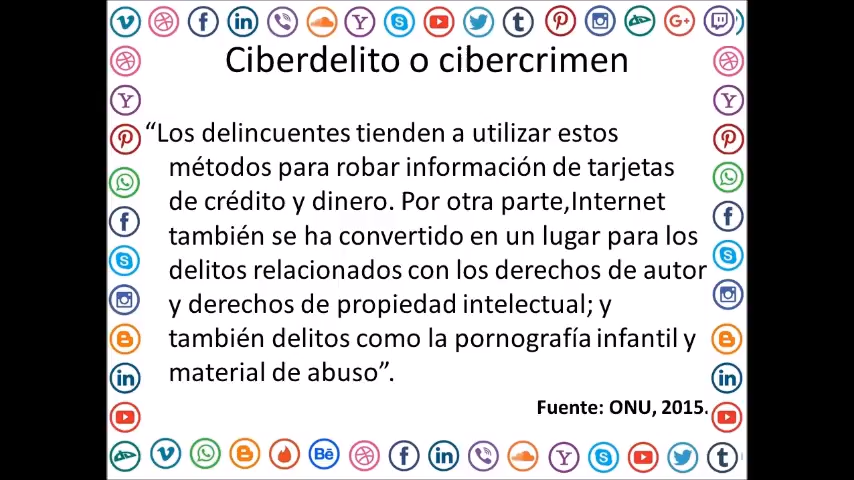 Ciberdelito o cibercrimen
“Los delincuentes tienden a utilizar estos
métodos para robar información de tarjetas
de crédito y dinero. Por otra parte,Internet
también se ha convertido en un lugar para los
delitos relacionados con los derechos de autor
y derechos de propiedad intelectual; y
también delitos como la pornografía infantil y
material de abuso”.
Fuente: ONU, 2015.